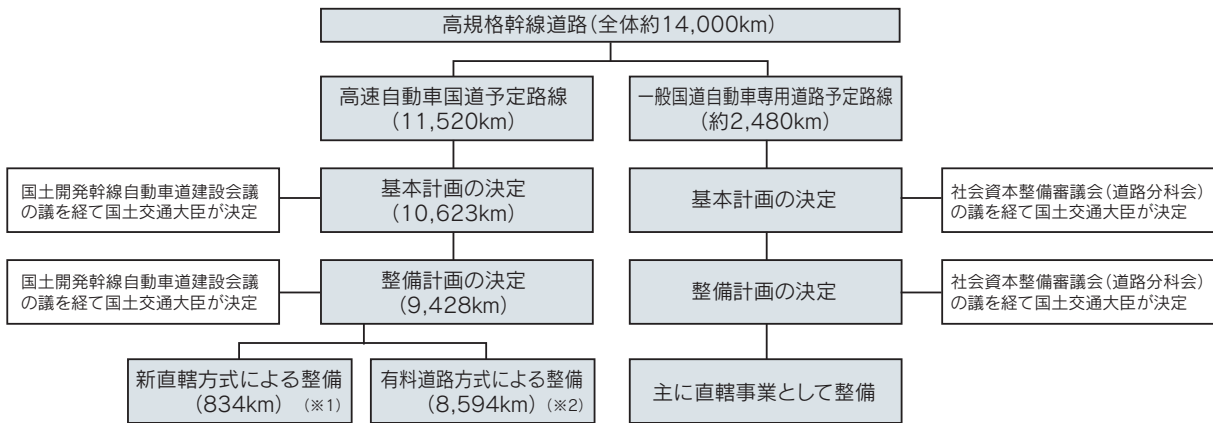 高規格幹線道路(全体約14,000km)
高速自動車国道予定路線
(11,520km)
一般国道自動車専用道路予定路線
(約2,480km)
国土開発幹線自動車道建設会議
の議を経て国土交通大臣が決定
基本計画の決定
(10,623km)
基本計画の決定
社会資本整備審議会(道路分科会)
の議を経て国土交通大臣が決定
国土開発幹線自動車道建設会議
の議を経て国土交通大臣が決定
整備計画の決定
(9,428km)
整備計画の決定
社会資本整備審議会(道路分科会)
の議を経て国土交通大臣が決定
新直轄方式による整備
(834km) (※1)
有料道路方式による整備
(8,594km) (※2)
主に直轄事業として整備